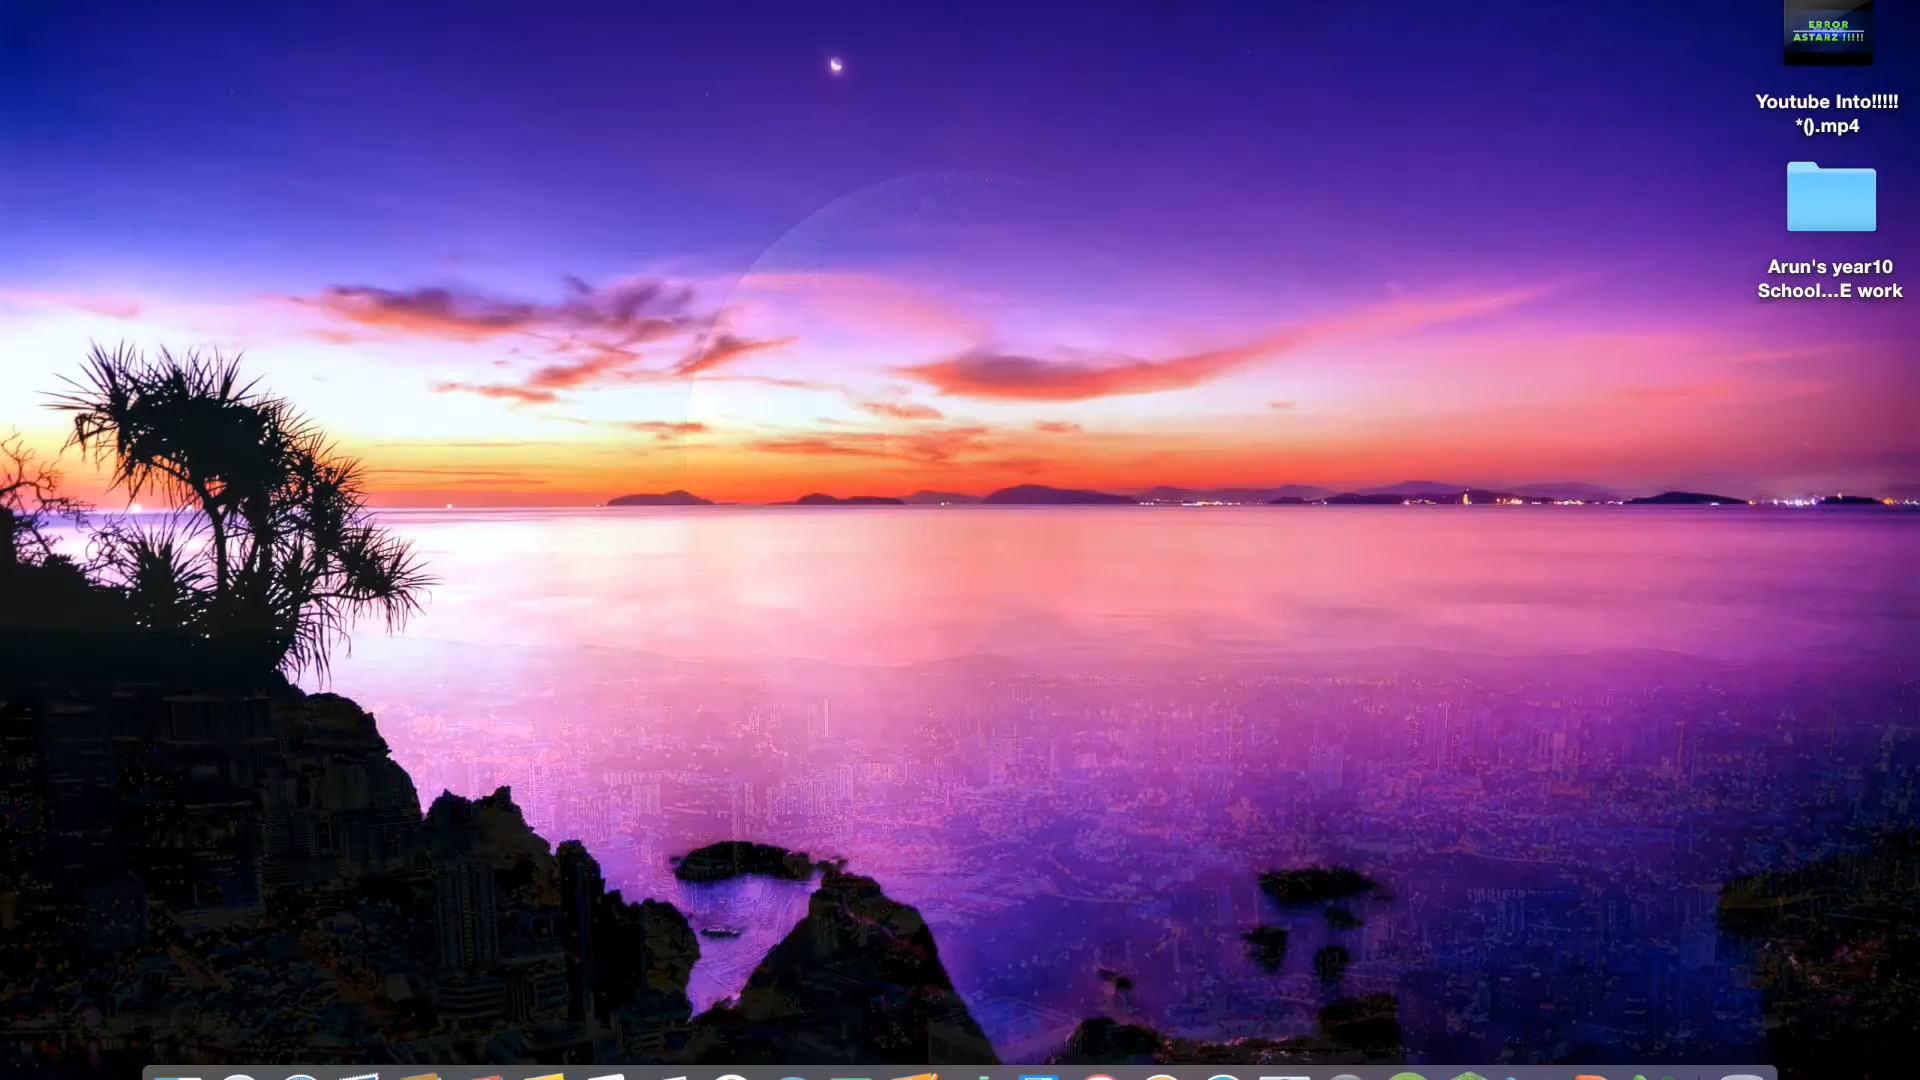 ERROR
ASTARZ !!!!!
Youtube Into!!!!!
*().mp4
Arun's year10
School...E work